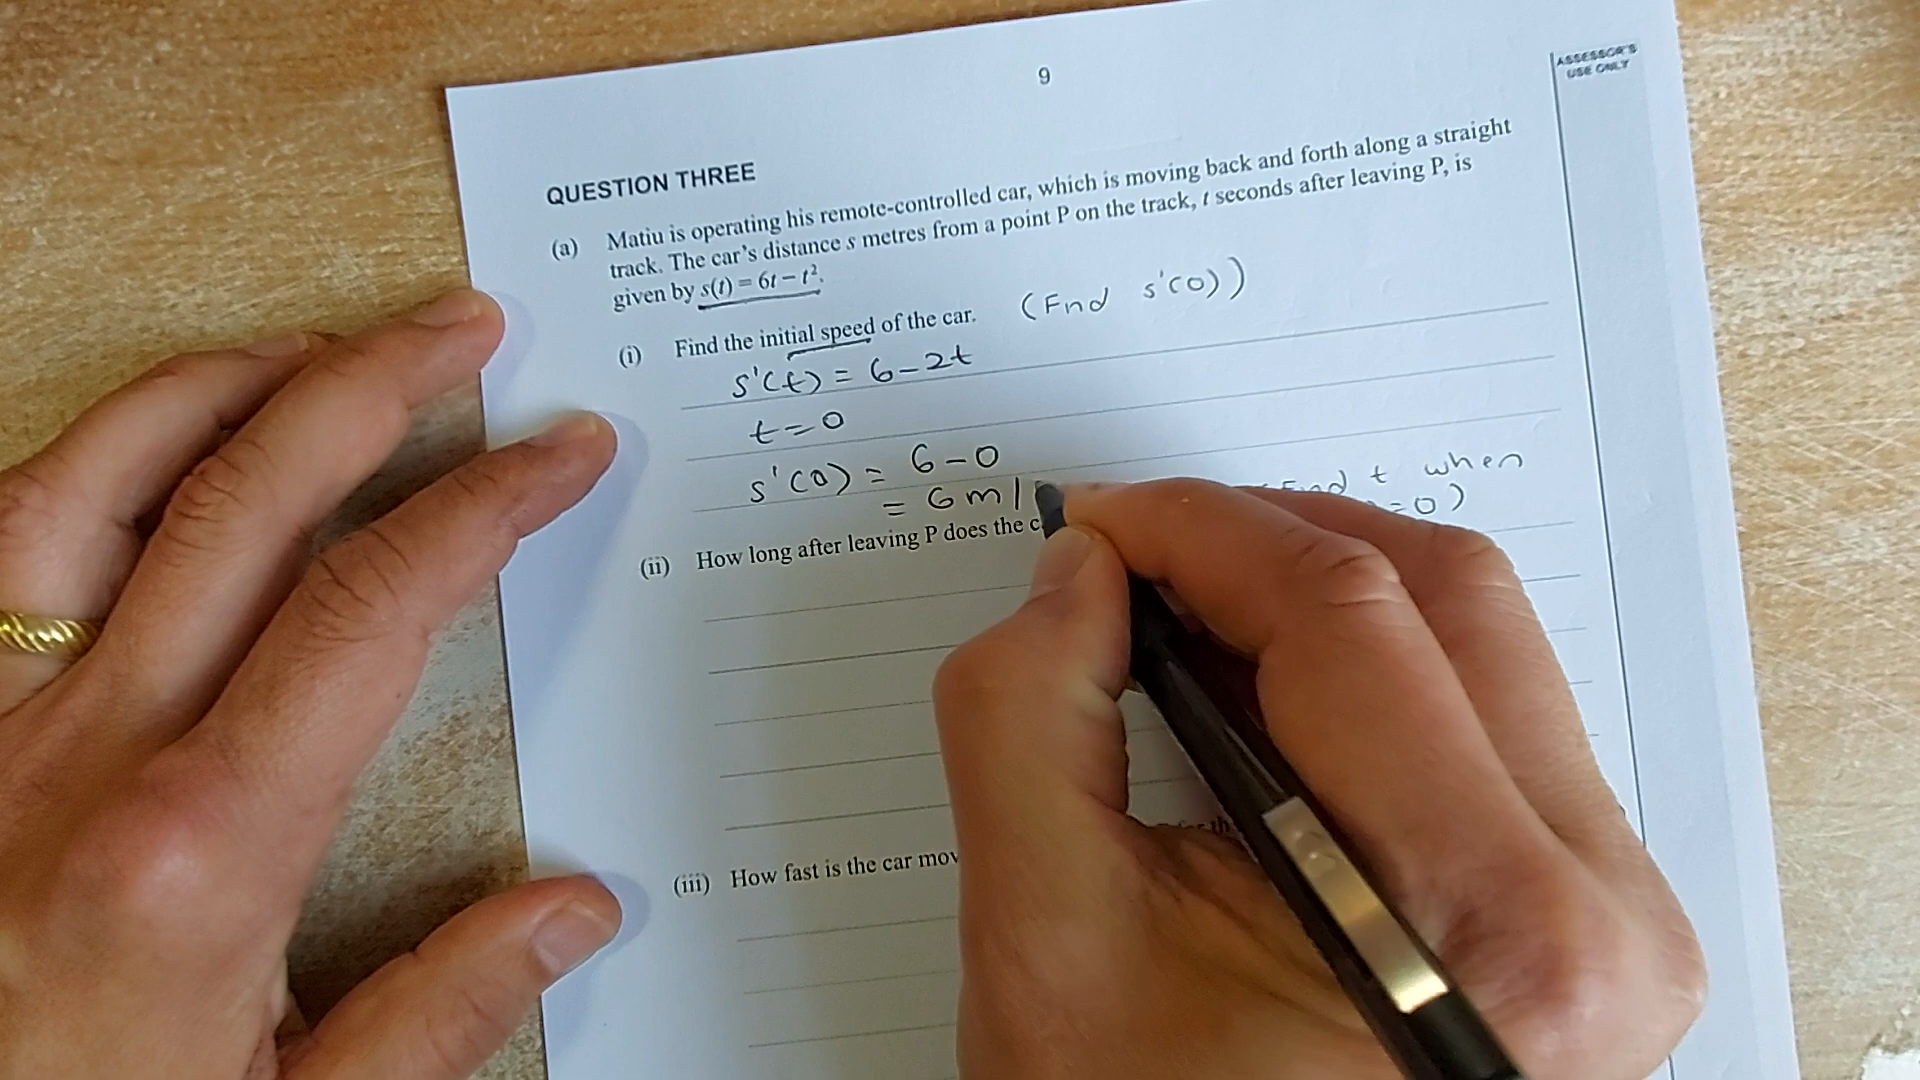 9
ASSESSOR'S
USE ONLY
QUESTION THREE
(a) Matiu is operating his remote-controlled car, which is moving back and forth along a straight
track. The car's distance s metres from a point P on the track, t seconds after leaving P, is
given by s(t) = 6t – t².
(i) Find the initial speed of the car. (Fnd s'(0))
s'(t) = 6-2t
t=0
s'(0) = 6-0
= 6m/
(ii) How long after leaving P does the t when
=0)
(iii) How fast is the car